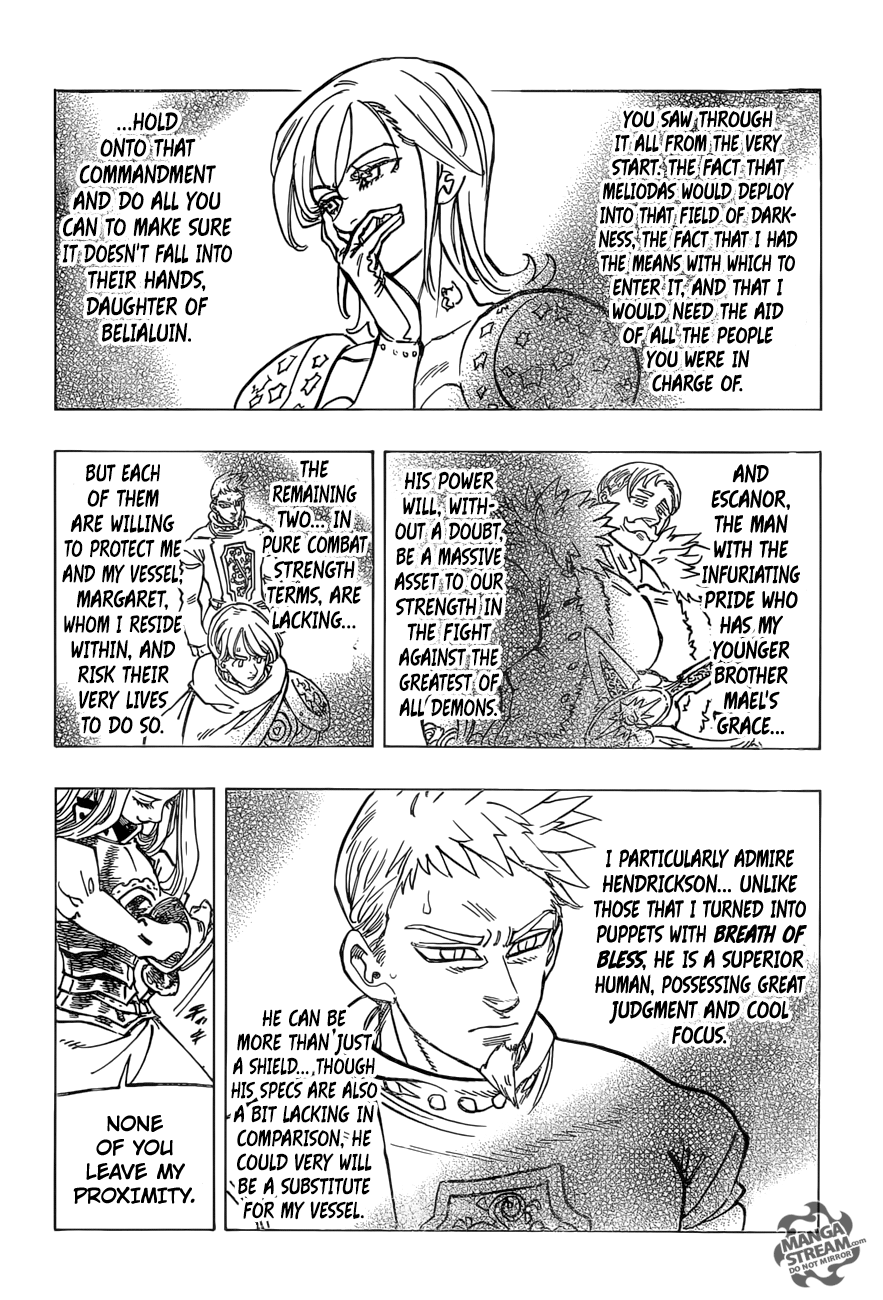 YOU SAW THROUGH
IT ALL FROM THE VERY
START. THE FACT THAT
MELIODAS WOULD DEPLOY
INTO THAT FIELD OF DARK-
NESS, THE FACT THAT I HAD
THE MEANS WITH WHICH TO
ENTER IT, AND THAT I
WOULD NEED THE AID
OF ALL THE PEOPLE
YOU WERE IN
CHARGE OF.
...HOLD
ONTO THAT
COMMANDMENT
AND DO ALL YOU
CAN TO MAKE SURE
IT DOESN'T FALL INTO
THEIR HANDS,
DAUGHTER OF
BELIALUIN.
AND
ESCANOR,
THE MAN
WITH THE
INFURIATING
PRIDE WHO
HAS MY
YOUNGER
BROTHER
MAEL'S
GRACE...
HIS POWER
WILL, WITH-
OUT A DOUBT,
BE A MASSIVE
ASSET TO OUR
STRENGTH IN
THE FIGHT
AGAINST THE
GREATEST OF
ALL DEMONS.
THE
REMAINING
TWO... IN
PURE COMBAT
STRENGTH
TERMS, ARE
LACKING...
BUT EACH
OF THEM
ARE WILLING
TO PROTECT ME
AND MY VESSEL,
MARGARET,
WHOM I RESIDE
WITHIN, AND
RISK THEIR
VERY LIVES
TO DO SO.
I PARTICULARLY ADMIRE
HENDRICKSON... UNLIKE
THOSE THAT I TURNED INTO
PUPPETS WITH BREATH OF
BLESS, HE IS A SUPERIOR
HUMAN, POSSESSING GREAT
JUDGMENT AND COOL
FOCUS.
HE CAN BE
MORE THAN JUST
A SHIELD... THOUGH
HIS SPECS ARE ALSO
A BIT LACKING IN
COMPARISON, HE
COULD VERY WILL
BE A SUBSTITUTE
FOR MY VESSEL.
NONE
OF YOU
LEAVE MY
PROXIMITY.
MANGA
STREAM.com
DO NOT MIRROR